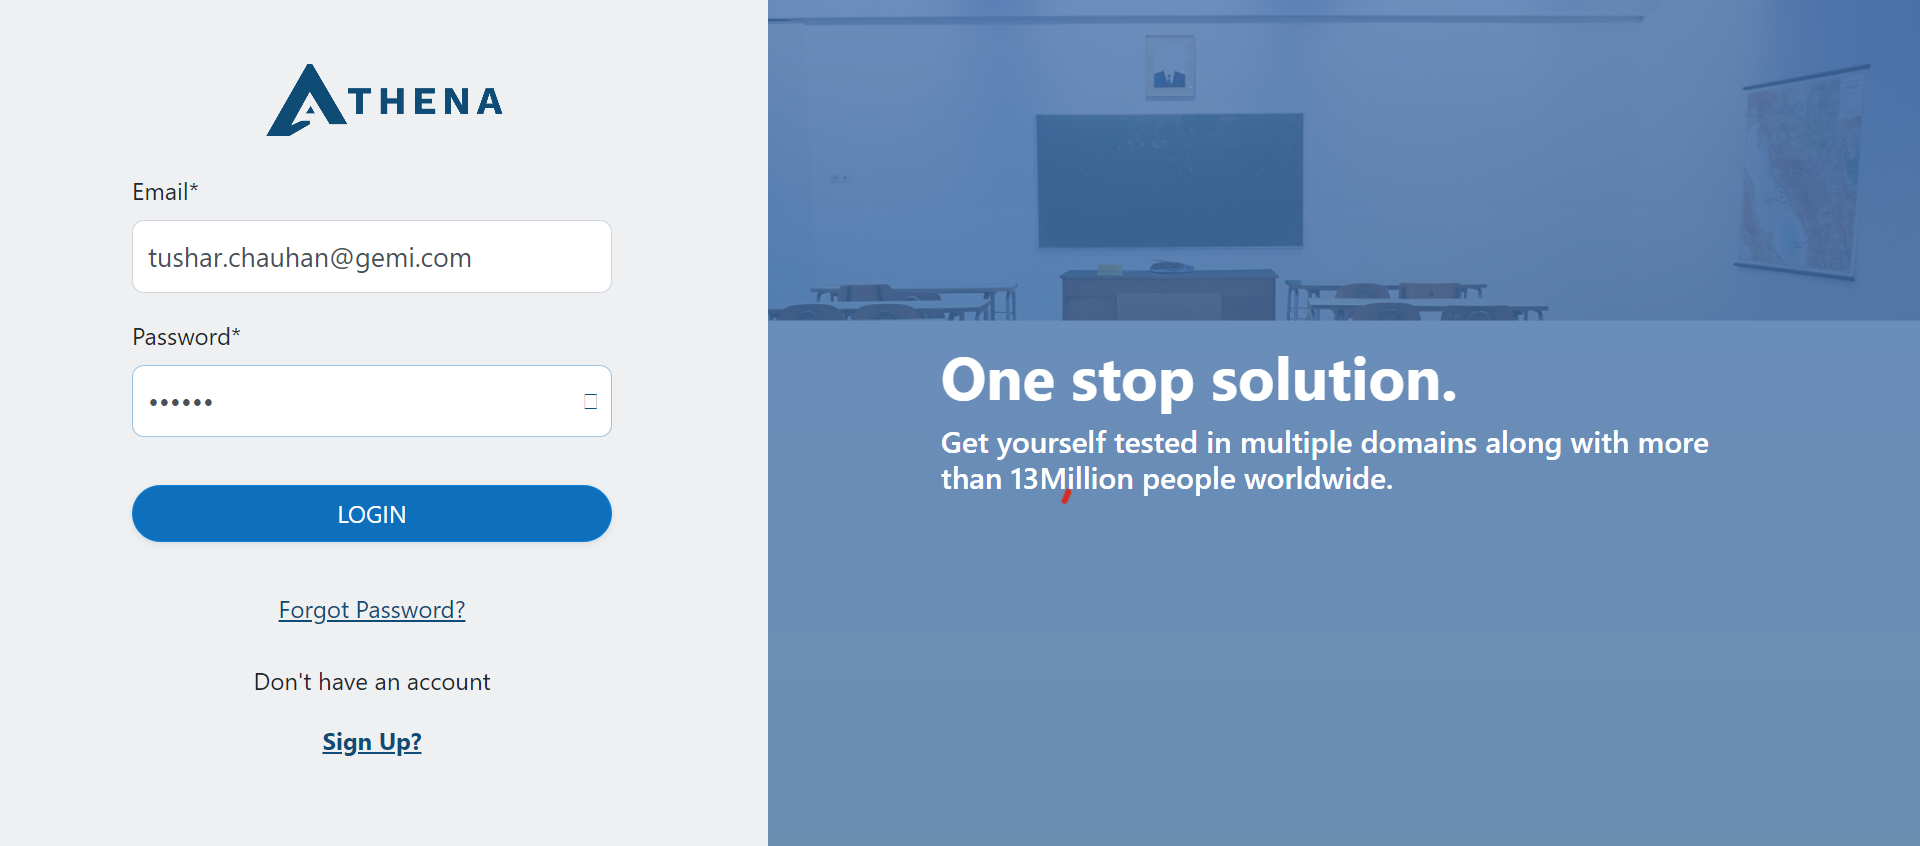 ATHENA
Email*
tushar.chauhan@gemi.com
Password*
••••••
LOGIN
Forgot Password?
Don't have an account
Sign Up?
One stop solution.
Get yourself tested in multiple domains along with more
than 13Million people worldwide.